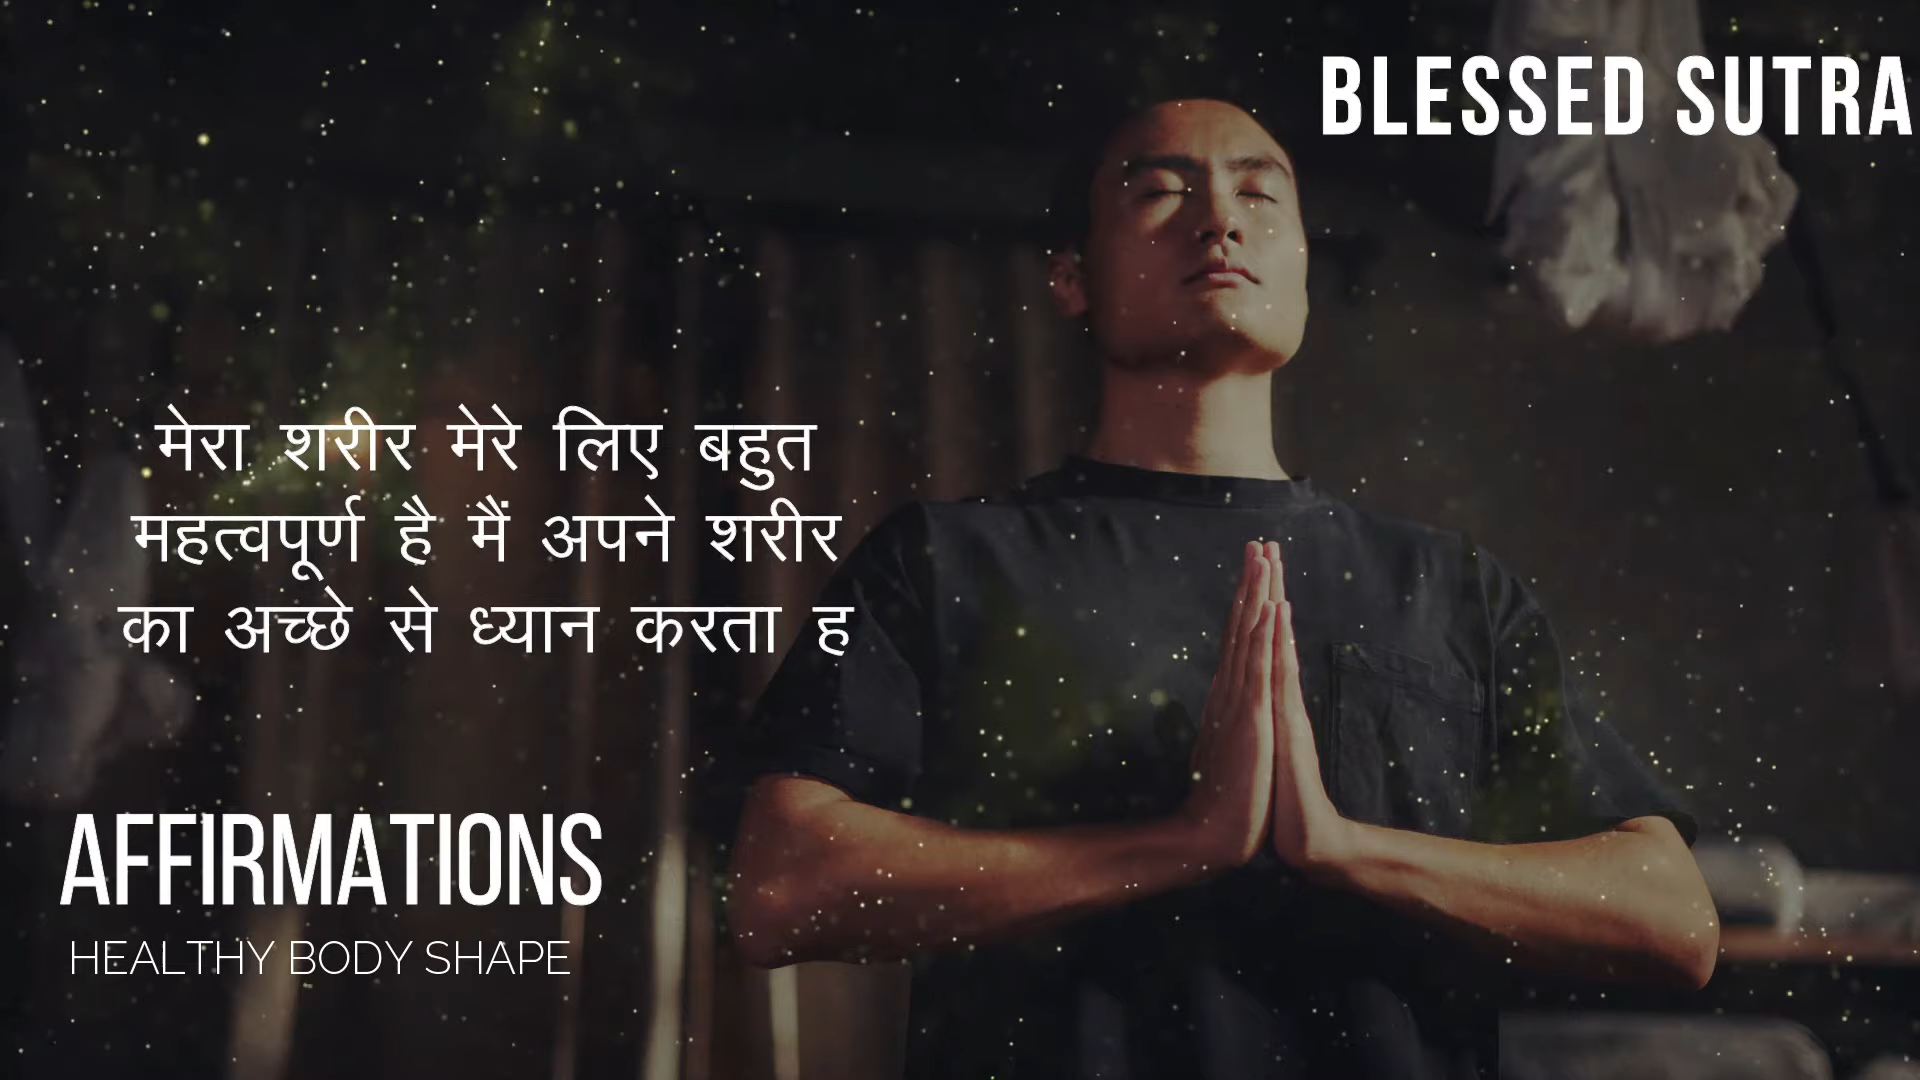 BLESSED SUTRA
मेरा शरीर मेरे लिए बहुत
महत्वपूर्ण है मैं अपने शरीर
का अच्छे से ध्यान करता ह
AFFIRMATIONS
HEALTHY BODY SHAPE